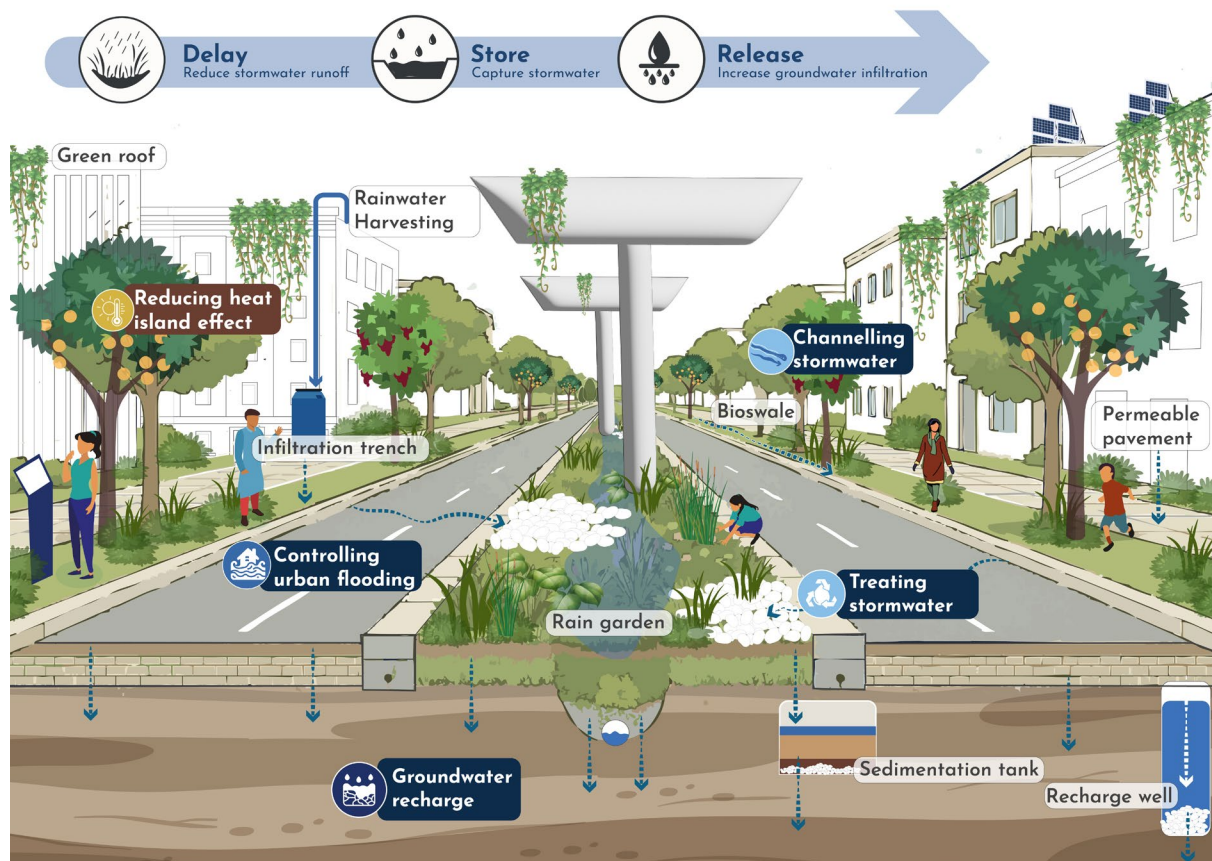 Delay
Reduce stormwater runoff
Store
Capture stormwater
Release
Increase groundwater infiltration
Green roof
Rainwater
Harvesting
Reducing heat
island effect
Channelling
stormwater
Bioswale
Permeable
pavement
Infiltration trench
Controlling
urban flooding
Treating
stormwater
Rain garden
Groundwater
recharge
Sedimentation tank
Recharge well